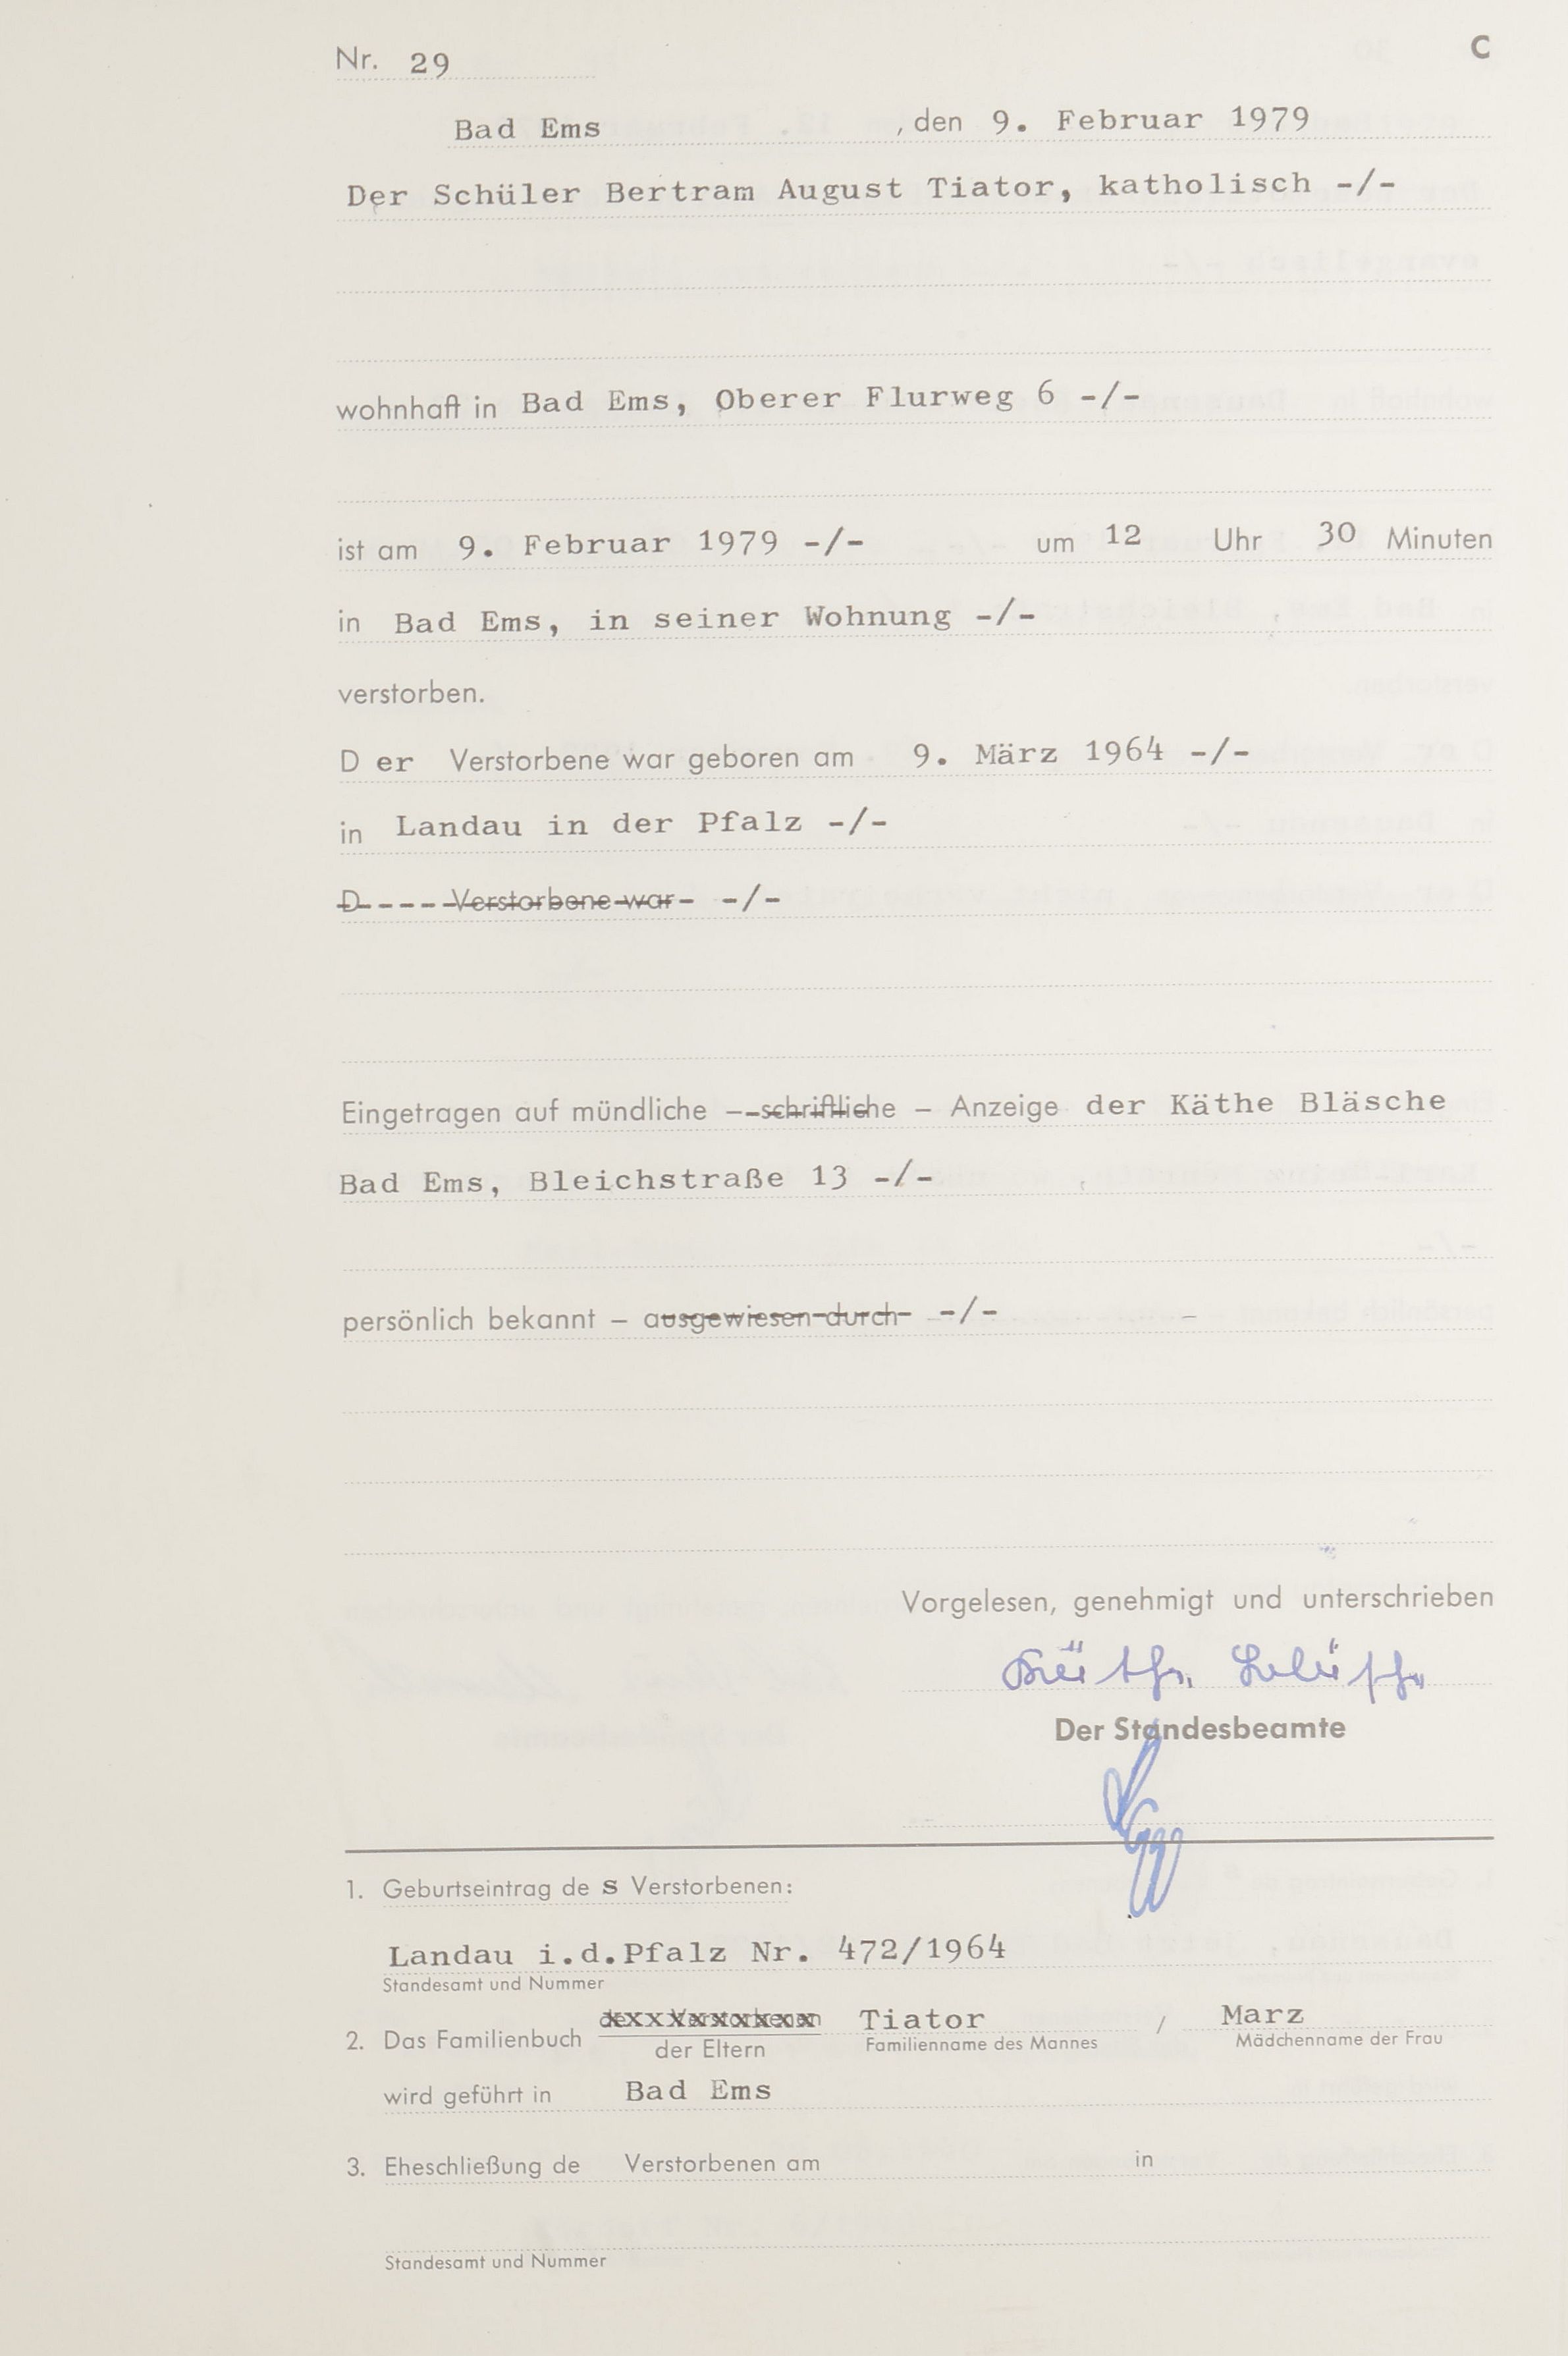 Nr. 29 C
Bad Ems , den 9. Februar 1979
Der Schüler Bertram August Tiator, katholisch -/-
wohnhaft in Bad Ems, Oberer Flurweg 6 -/-
ist am 9. Februar 1979 -/- um 12 Uhr 30 Minuten
in Bad Ems, in seiner Wohnung -/-
verstorben.
D er Verstorbene war geboren am 9. März 1964 -/-
in Landau in der Pfalz -/-
D - - - - - Verstorbene war - -/-
Eingetragen auf mündliche – schriftliche – Anzeige der Käthe Bläsche
Bad Ems, Bleichstraße 13 -/-
persönlich bekannt – ausgewiesen durch - -/-
Vorgelesen, genehmigt und unterschrieben
Käthe Bläsche
Der Standesbeamte
1. Geburtseintrag de s Verstorbenen:
Landau i.d.Pfalz Nr. 472/1964
Standesamt und Nummer
2. Das Familienbuch des Verstorbenen Tiator / Marz
der Eltern Familienname des Mannes Mädchenname der Frau
wird geführt in Bad Ems
3. Eheschließung de Verstorbenen am in
Standesamt und Nummer